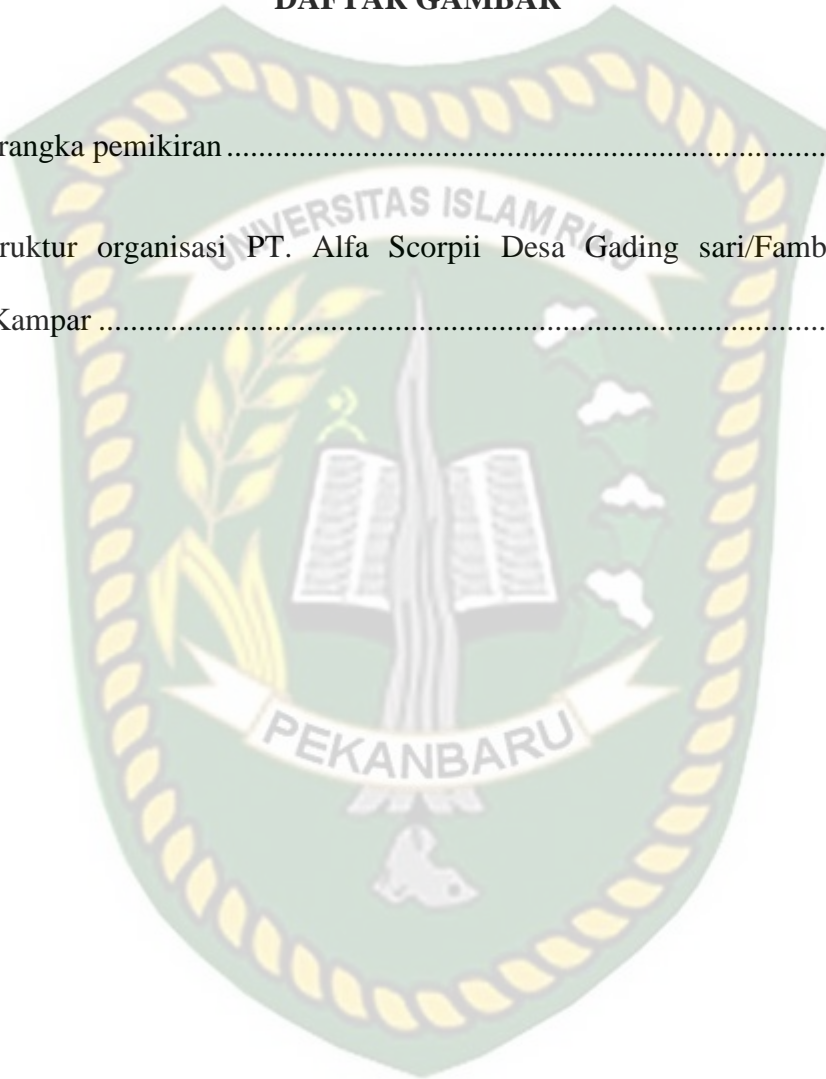 DAFTAR GAMBAR
rangka pemikiran ........................................................................
UNIVERSITAS ISLAM RIAU
ruktur organisasi PT. Alfa Scorpii Desa Gading sari/Famb
Kampar ........................................................................................
PEKANBARU